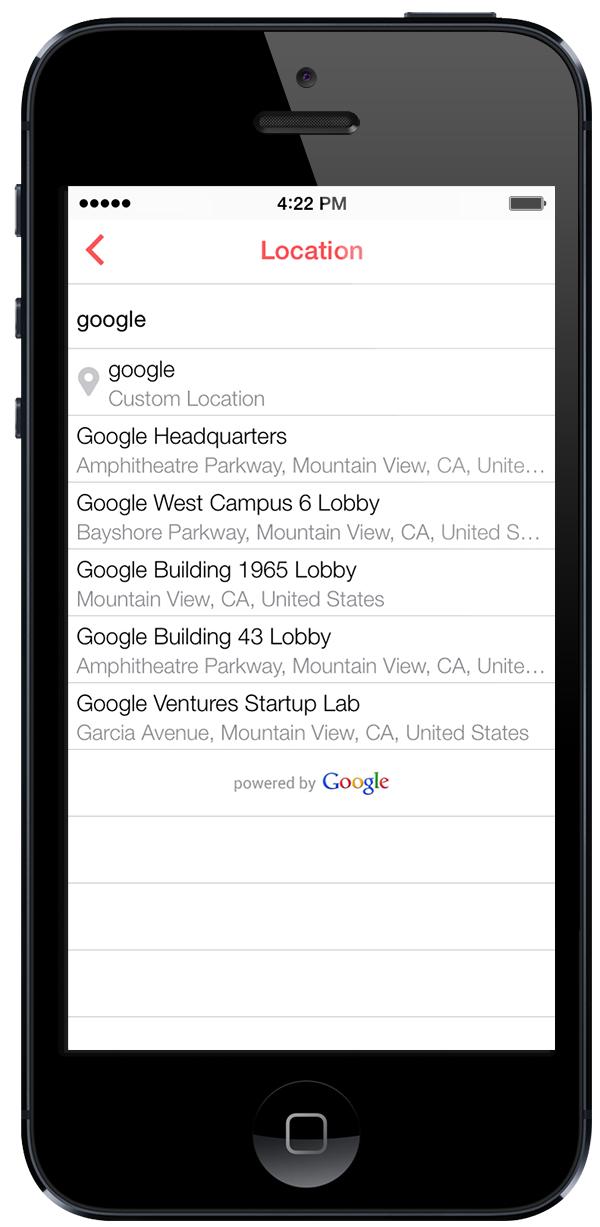 4:22 PM
Location
google
google
Custom Location
Google Headquarters
Amphitheatre Parkway, Mountain View, CA, Unite…
Google West Campus 6 Lobby
Bayshore Parkway, Mountain View, CA, United S…
Google Building 1965 Lobby
Mountain View, CA, United States
Google Building 43 Lobby
Amphitheatre Parkway, Mountain View, CA, Unite…
Google Ventures Startup Lab
Garcia Avenue, Mountain View, CA, United States
powered by Google